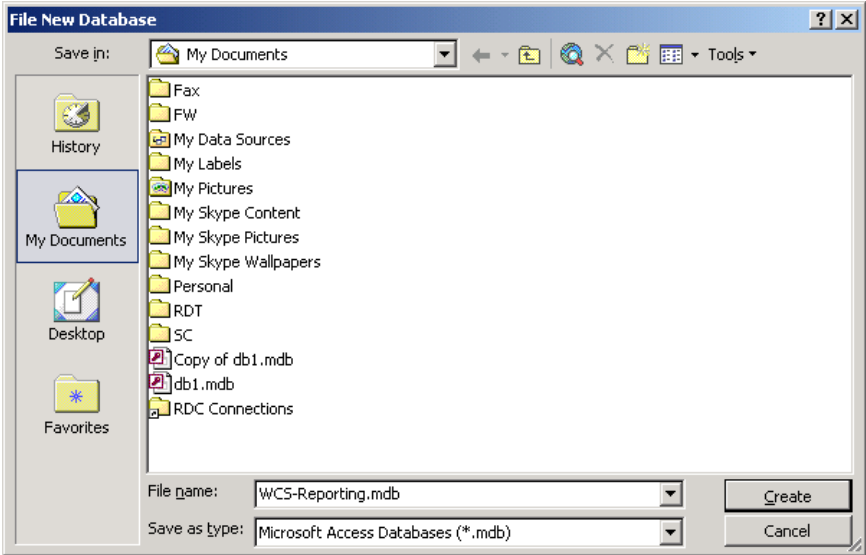 File New Database
Save in: My Documents Tools
History
My Documents
Desktop
Favorites
Fax
FW
My Data Sources
My Labels
My Pictures
My Skype Content
My Skype Pictures
My Skype Wallpapers
Personal
RDT
SC
Copy of db1.mdb
db1.mdb
RDC Connections
File name: WCS-Reporting.mdb Create
Save as type: Microsoft Access Databases (*.mdb) Cancel